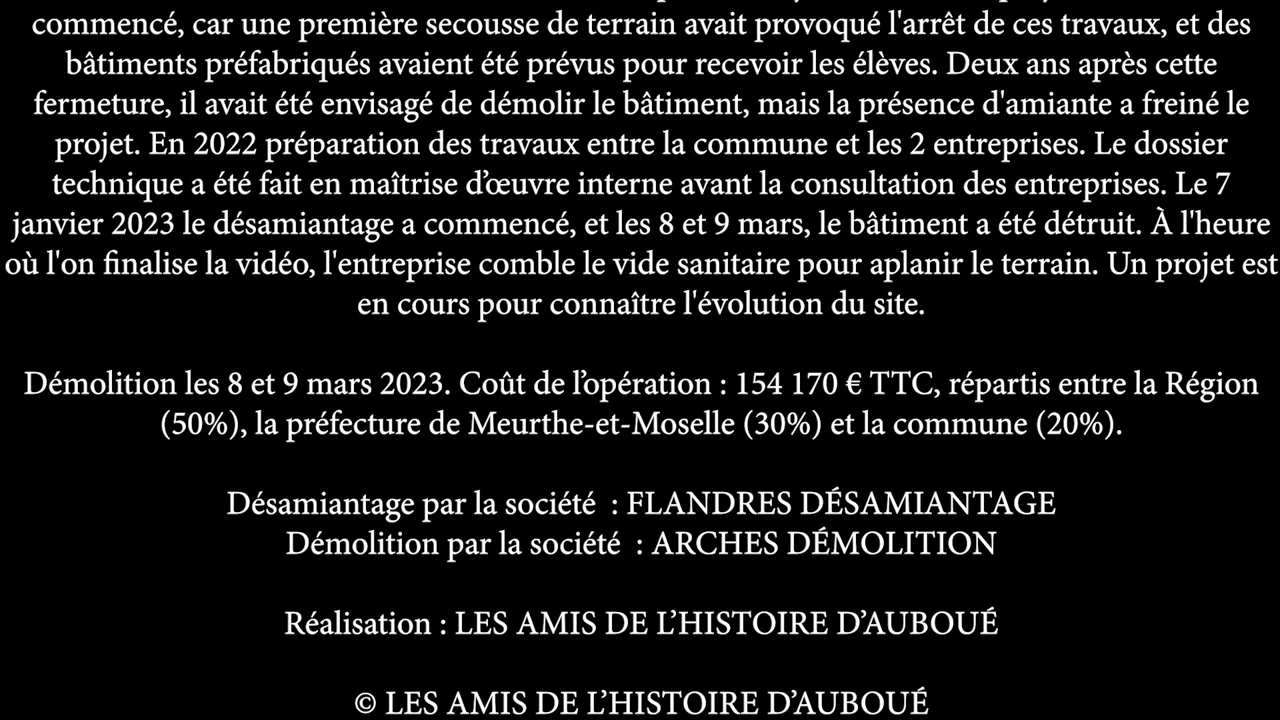 commencé, car une première secousse de terrain avait provoqué l'arrêt de ces travaux, et des
bâtiments préfabriqués avaient été prévus pour recevoir les élèves. Deux ans après cette
fermeture, il avait été envisagé de démolir le bâtiment, mais la présence d'amiante a freiné le
projet. En 2022 préparation des travaux entre la commune et les 2 entreprises. Le dossier
technique a été fait en maîtrise d’œuvre interne avant la consultation des entreprises. Le 7
janvier 2023 le désamiantage a commencé, et les 8 et 9 mars, le bâtiment a été détruit. À l'heure
où l'on finalise la vidéo, l'entreprise comble le vide sanitaire pour aplanir le terrain. Un projet est
en cours pour connaître l'évolution du site.
Démolition les 8 et 9 mars 2023. Coût de l’opération : 154 170 € TTC, répartis entre la Région
(50%), la préfecture de Meurthe-et-Moselle (30%) et la commune (20%).
Désamiantage par la société  : FLANDRES DÉSAMIANTAGE
Démolition par la société  : ARCHES DÉMOLITION
Réalisation : LES AMIS DE L’HISTOIRE D’AUBOUÉ
© LES AMIS DE L’HISTOIRE D’AUBOUÉ